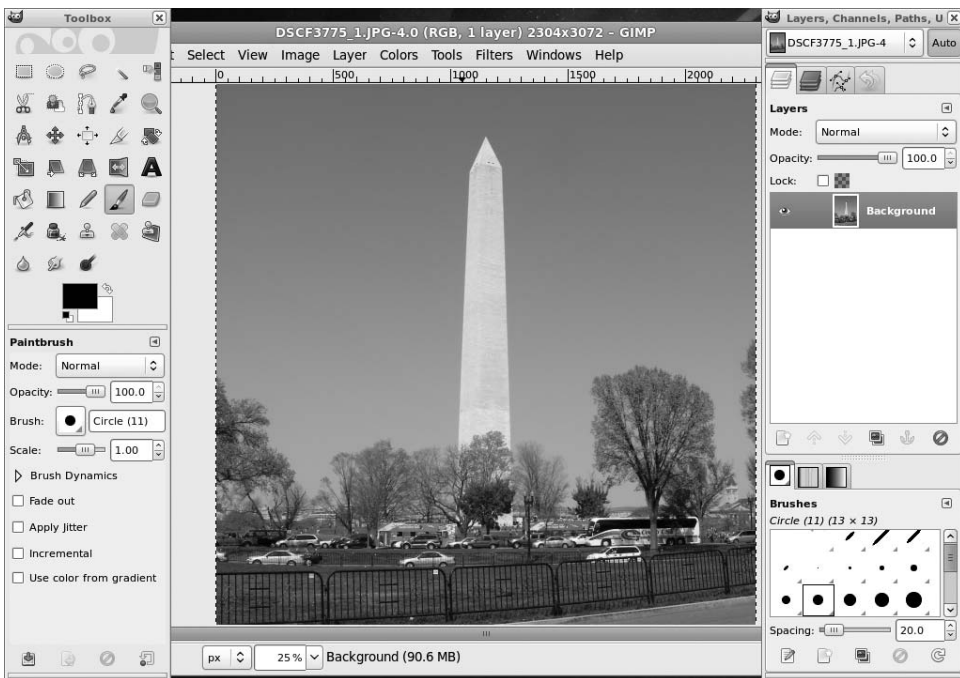 Toolbox
DSCF3775_1.JPG-4.0 (RGB, 1 layer) 2304x3072 – GIMP
Layers, Channels, Paths, U
t Select View Image Layer Colors Tools Filters Windows Help
DSCF3775_1.JPG-4
Auto
0 500 1000 1500 2000
Layers
Mode: Normal
Opacity: 100.0
Lock:
Background
Paintbrush
Mode: Normal
Opacity: 100.0
Brush: Circle (11)
Scale: 1.00
Brush Dynamics
Fade out
Apply Jitter
Incremental
Use color from gradient
Brushes
Circle (11) (13 × 13)
Spacing: 20.0
px 25% Background (90.6 MB)